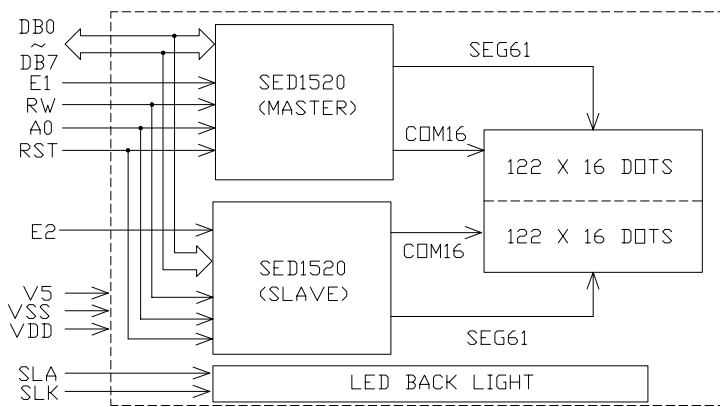 DB0
~
DB7
E1
RW
A0
RST
SED1520
(MASTER)
SEG61
COM16
122 X 16 DOTS
122 X 16 DOTS
E2
SED1520
(SLAVE)
COM16
SEG61
V5
VSS
VDD
SLA
SLK
LED BACK LIGHT